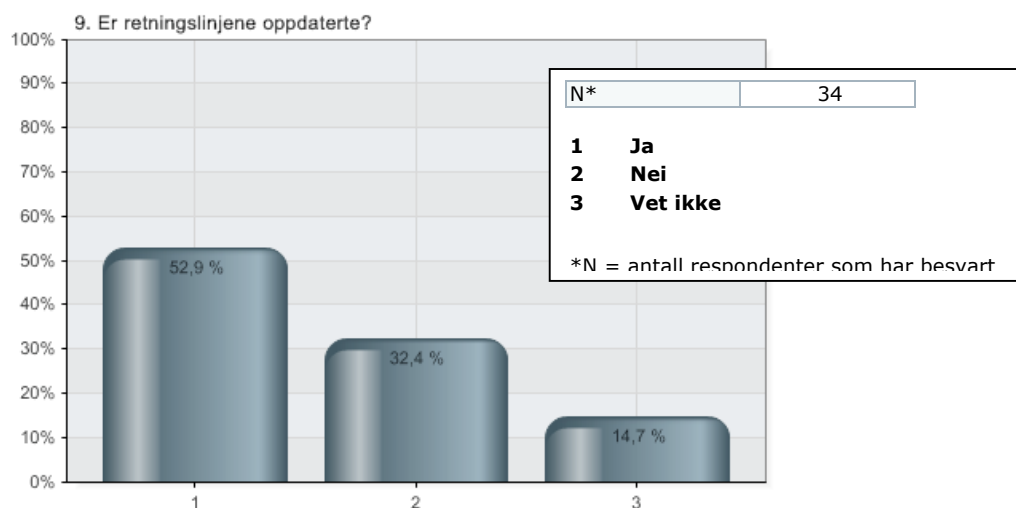 9. Er retningslinjene oppdaterte?
100%
90%
80%
70%
60%
50%
40%
30%
20%
10%
0%
52,9 %
32,4 %
14,7 %
1
2
3
N* 34
1 Ja
2 Nei
3 Vet ikke
*N = antall respondenter som har besvart